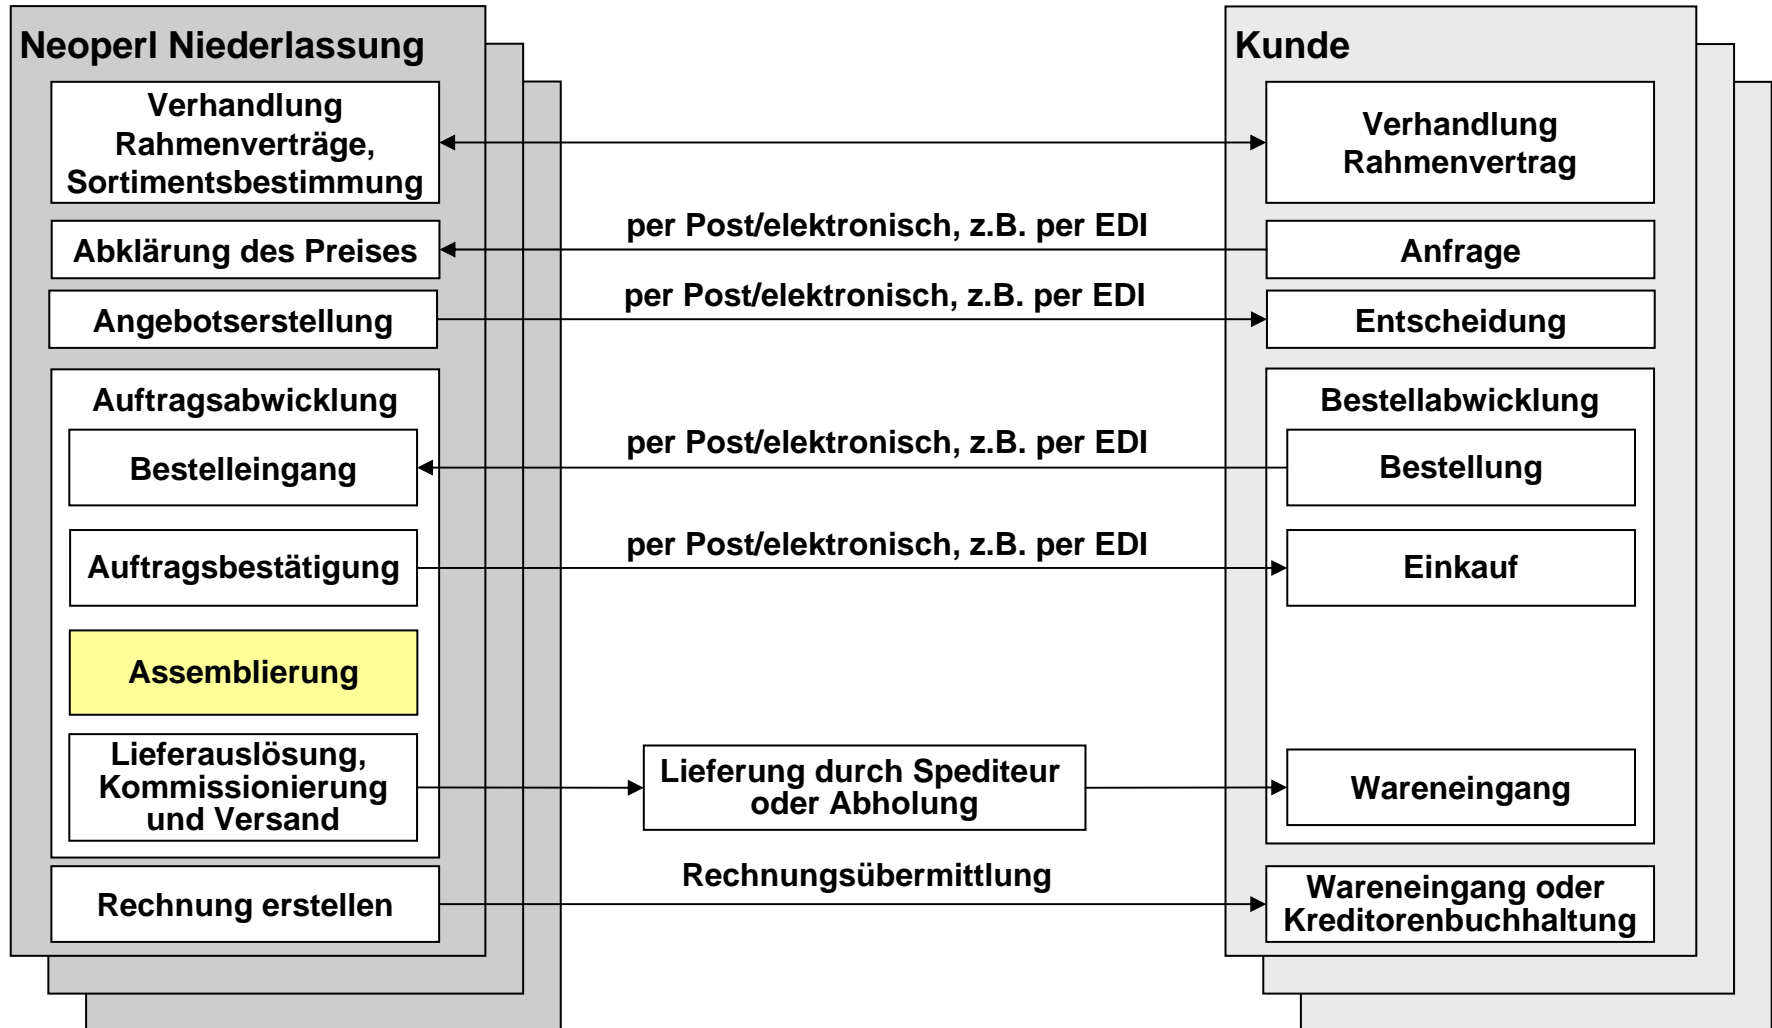 Neoperl Niederlassung
Kunde
Verhandlung
Rahmenverträge,
Sortimentsbestimmung
Verhandlung
Rahmenvertrag
per Post/elektronisch, z.B. per EDI
Abklärung des Preises
Anfrage
per Post/elektronisch, z.B. per EDI
Angebotserstellung
Entscheidung
Auftragsabwicklung
Bestellabwicklung
per Post/elektronisch, z.B. per EDI
Bestelleingang
Bestellung
per Post/elektronisch, z.B. per EDI
Auftragsbestätigung
Einkauf
Assemblierung
Lieferauslösung,
Kommissionierung
und Versand
Lieferung durch Spediteur
oder Abholung
Wareneingang
Rechnungsübermittlung
Rechnung erstellen
Wareneingang oder
Kreditorenbuchhaltung